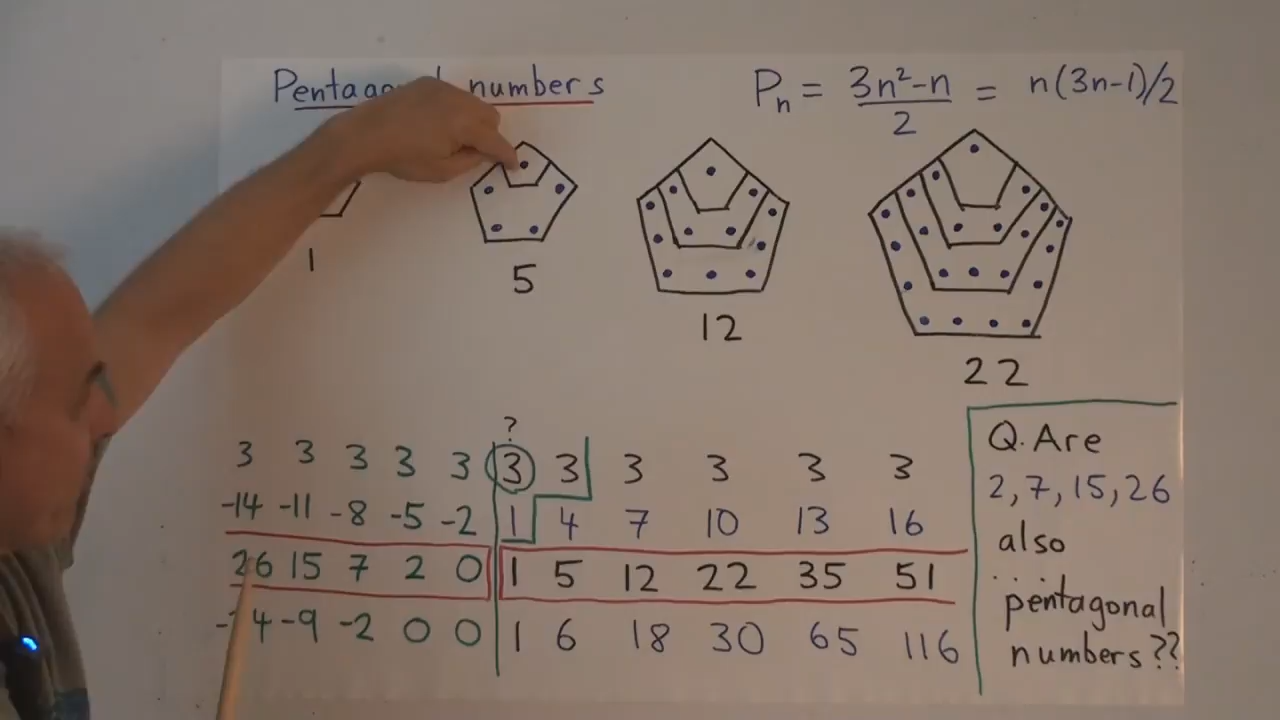 Pentagonal numbers
Pn = 3n²-n / 2 = n(3n-1)/2
1
5
12
22
?
3 3 3 3 3 3 3 3 3 3 3
-14 -11 -8 -5 -2 1 4 7 10 13 16
26 15 7 2 0 1 5 12 22 35 51
-9 -2 0 0 1 6 18 30 65 116
Q. Are
2, 7, 15, 26
also
pentagonal
numbers??